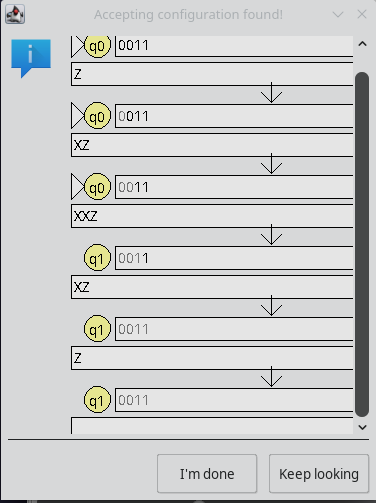 Accepting configuration found!
q0 0011
Z
q0 0011
XZ
q0 0011
XXZ
q1 0011
XZ
q1 0011
Z
q1 0011
I'm done Keep looking